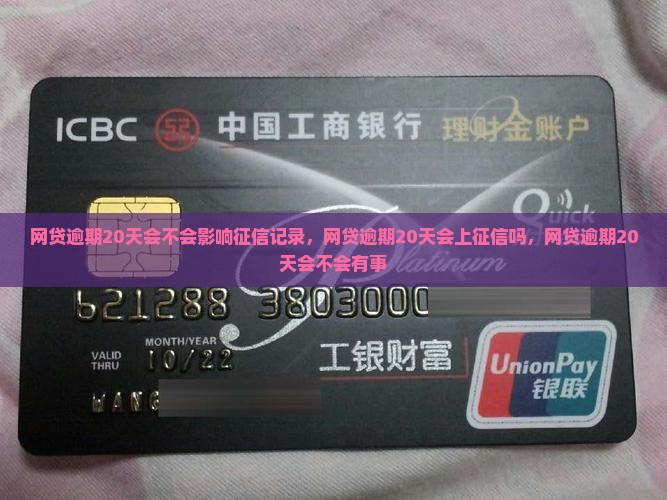 ICBC 中国工商银行 理财金账户
Quick
网贷逾期20天会不会影响征信记录，网贷逾期20天会上征信吗，网贷逾期20
天会不会有事
Platinum
621288 3803000
MONTH/YEAR
VALID
THRU 10/22
工银财富
UnionPay
银联
WANG